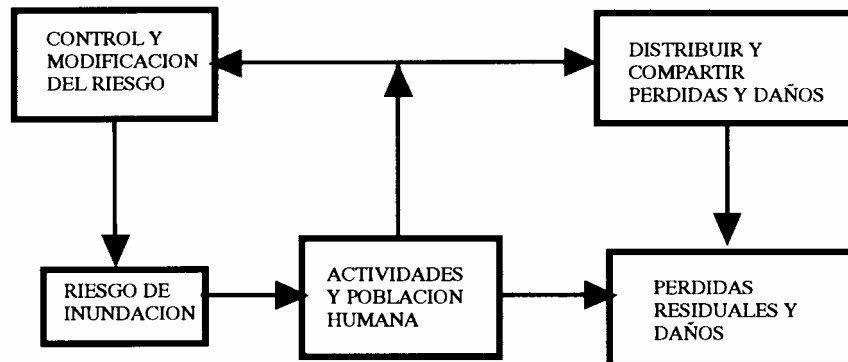 CONTROL Y
MODIFICACION
DEL RIESGO
DISTRIBUIR Y
COMPARTIR
PERDIDAS Y DAÑOS
RIESGO DE
INUNDACION
ACTIVIDADES
Y POBLACION
HUMANA
PERDIDAS
RESIDUALES Y
DAÑOS